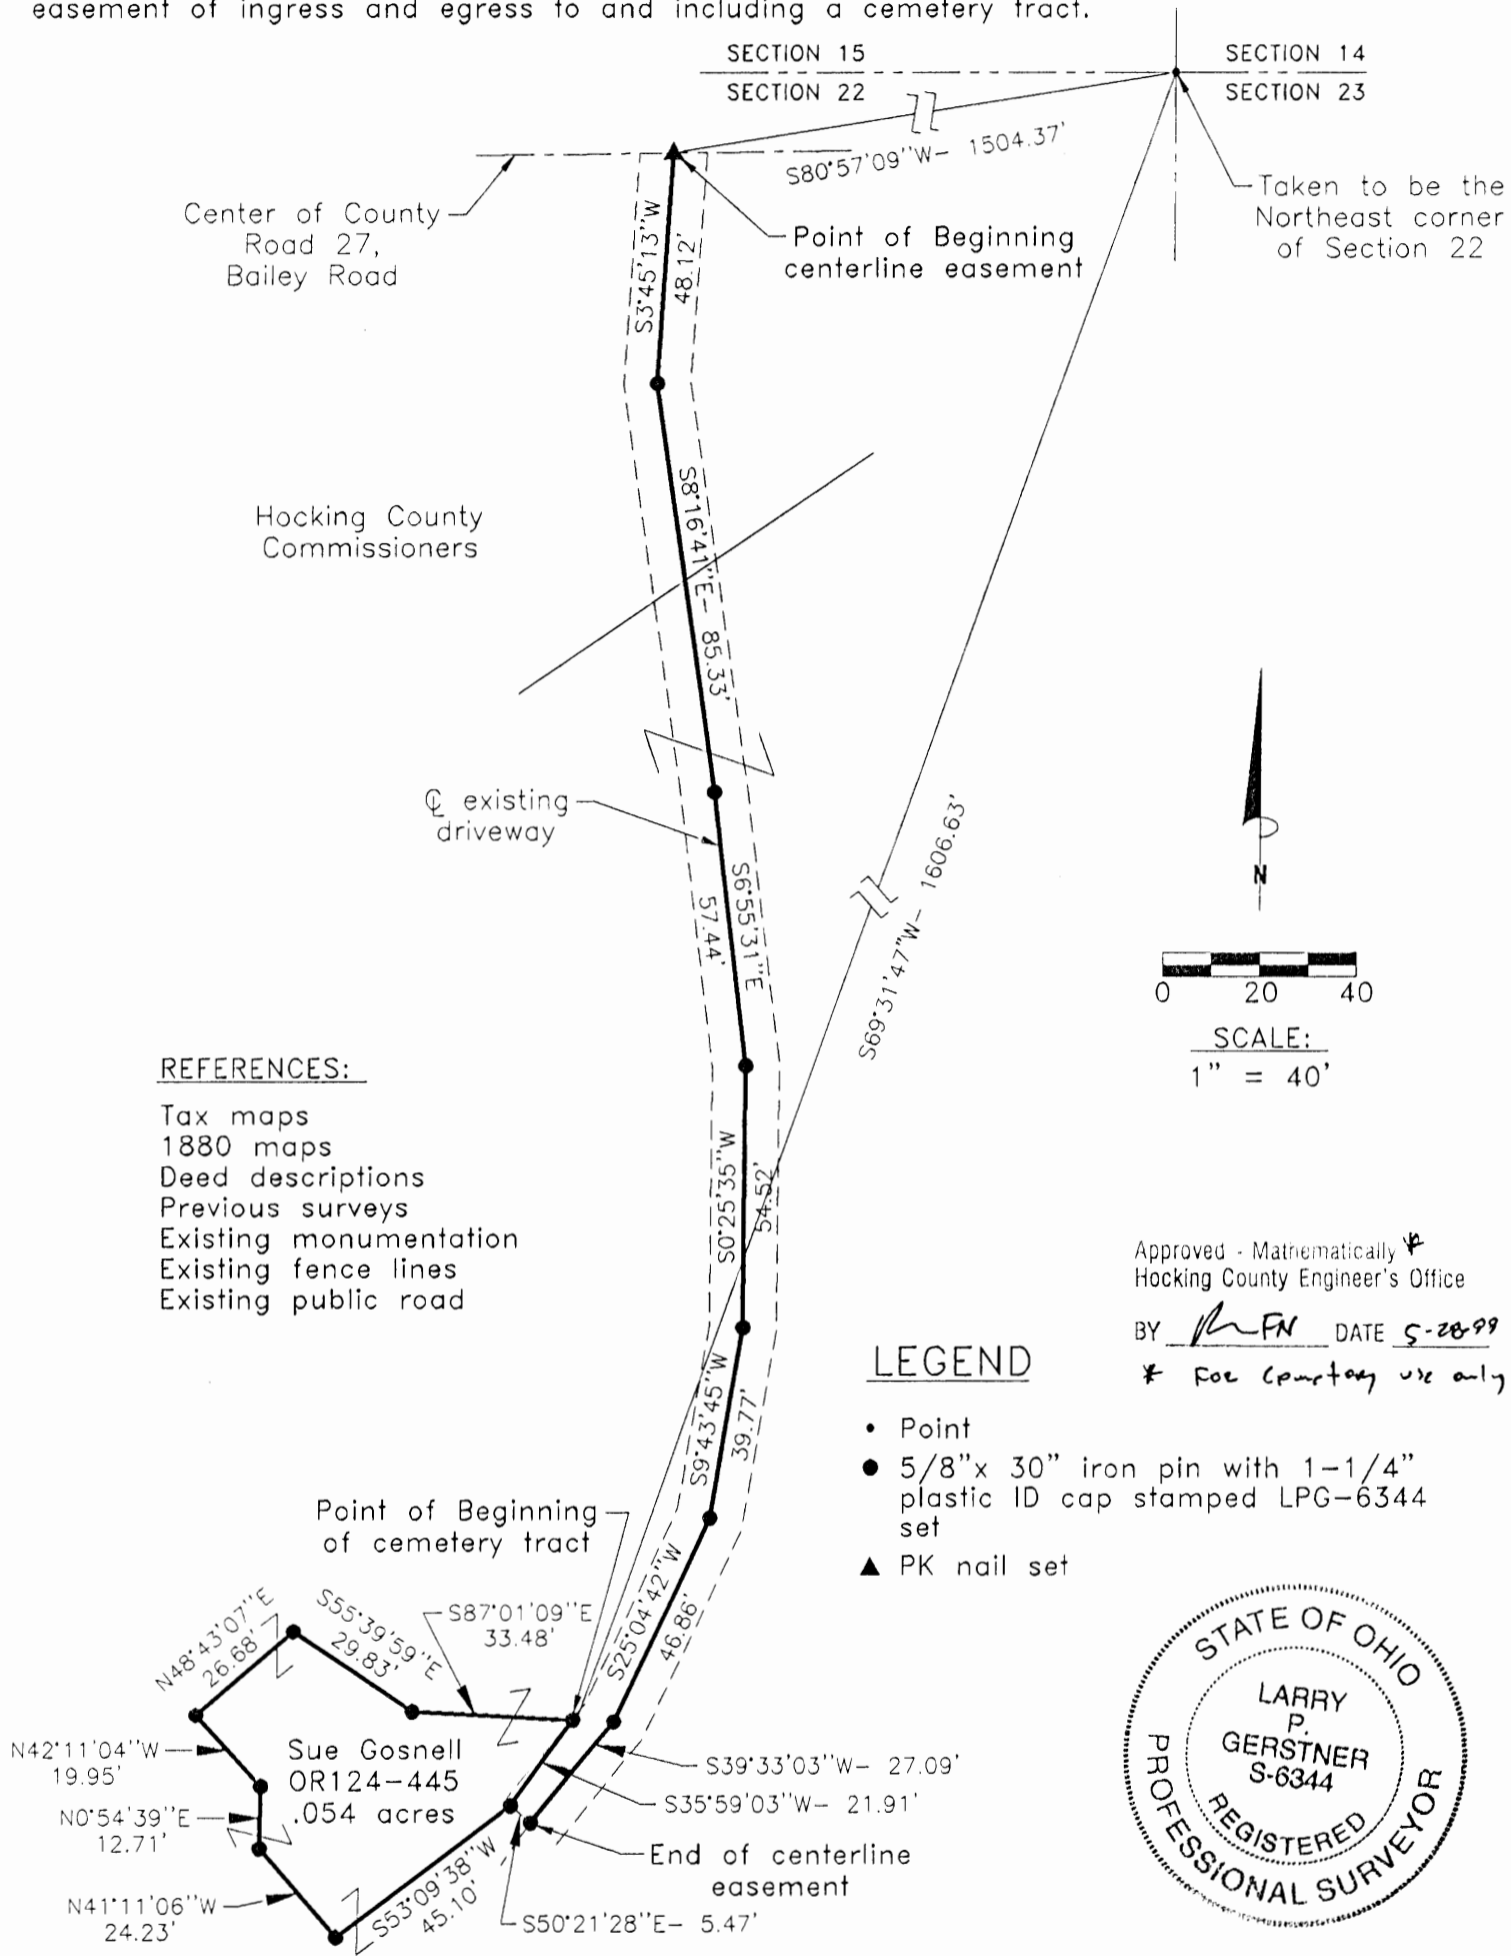 easement of ingress and egress to and including a cemetery tract.
SECTION 15
SECTION 14
SECTION 22
SECTION 23
S80°57'09"W- 1504.37'
Taken to be the
Northeast corner
of Section 22
Center of County
Road 27,
Bailey Road
Point of Beginning
centerline easement
S3°45'13"W
48.12'
Hocking County
Commissioners
S8°16'41"E- 85.33'
℄ existing
driveway
S6°55'31"E
57.44'
S69°31'47"W- 1606.63'
N
0 20 40
SCALE:
1" = 40'
REFERENCES:
Tax maps
1880 maps
Deed descriptions
Previous surveys
Existing monumentation
Existing fence lines
Existing public road
S0°25'35"W
54.52'
Approved - Mathematically *
Hocking County Engineer's Office
BY FN DATE 5-28-99
* For use only
S9°43'45"W
39.77'
LEGEND
• Point
● 5/8"x 30" iron pin with 1-1/4"
plastic ID cap stamped LPG-6344
set
▲ PK nail set
Point of Beginning
of cemetery tract
S25°04'42"W
46.86'
N48°43'07"E
26.68'
S55°39'59"E
29.83'
S87°01'09"E
33.48'
N42°11'04"W
19.95'
Sue Gosnell
OR124-445
.054 acres
N0°54'39"E
12.71'
N41°11'06"W
24.23'
S53°09'38"W
45.10'
S39°33'03"W- 27.09'
S35°59'03"W- 21.91'
End of centerline
easement
S50°21'28"E- 5.47'
STATE OF OHIO
LARRY
P.
GERSTNER
S-6344
REGISTERED
PROFESSIONAL SURVEYOR